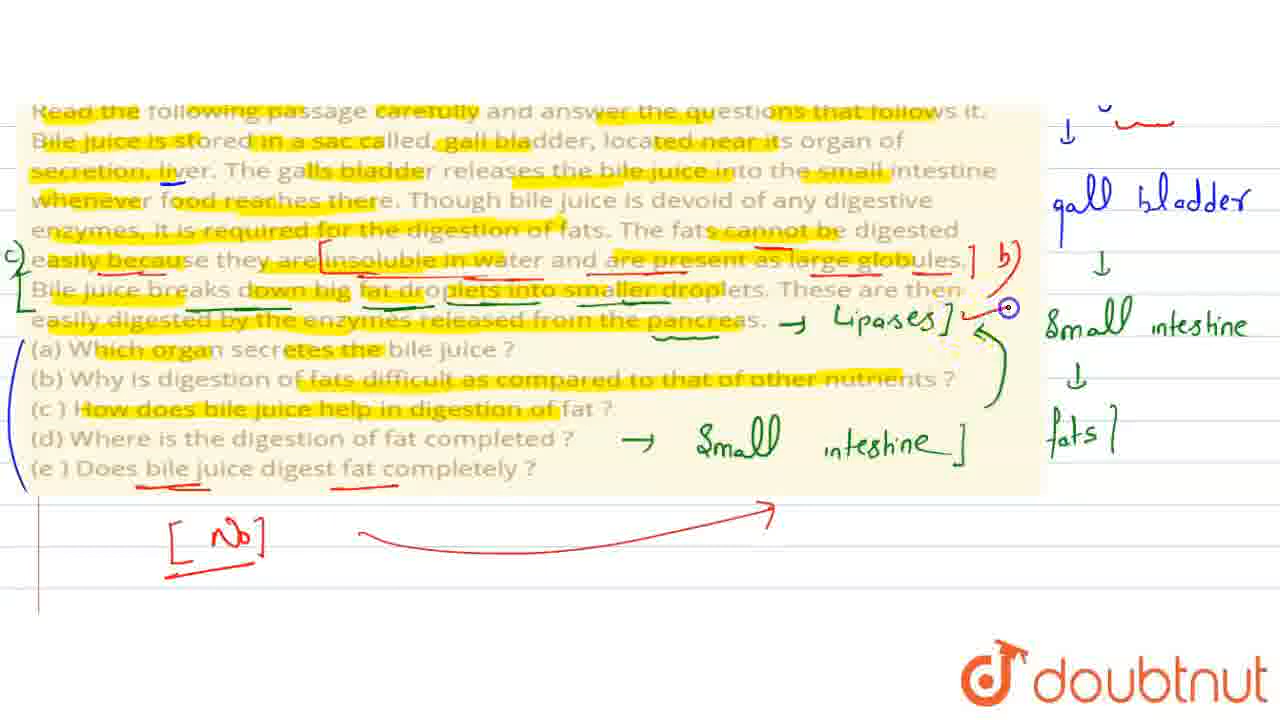 Read the following passage carefully and answer the questions that follows it.
Bile juice is stored in a sac called, gall bladder, located near its organ of
secretion, liver. The galls bladder releases the bile juice into the small intestine
whenever food reaches there. Though bile juice is devoid of any digestive
enzymes, it is required for the digestion of fats. The fats cannot be digested
easily because they are insoluble in water and are present as large globules.
Bile juice breaks down big fat droplets into smaller droplets. These are then
easily digested by the enzymes released from the pancreas. → Lipases]
(a) Which organ secretes the bile juice ?
(b) Why is digestion of fats difficult as compared to that of other nutrients ?
(c ) How does bile juice help in digestion of fat ?
(d) Where is the digestion of fat completed ? → Small intestine]
(e ) Does bile juice digest fat completely ?
[ No]
c)
b)
↓
gall bladder
↓
Small intestine
↓
fats]
doubtnut